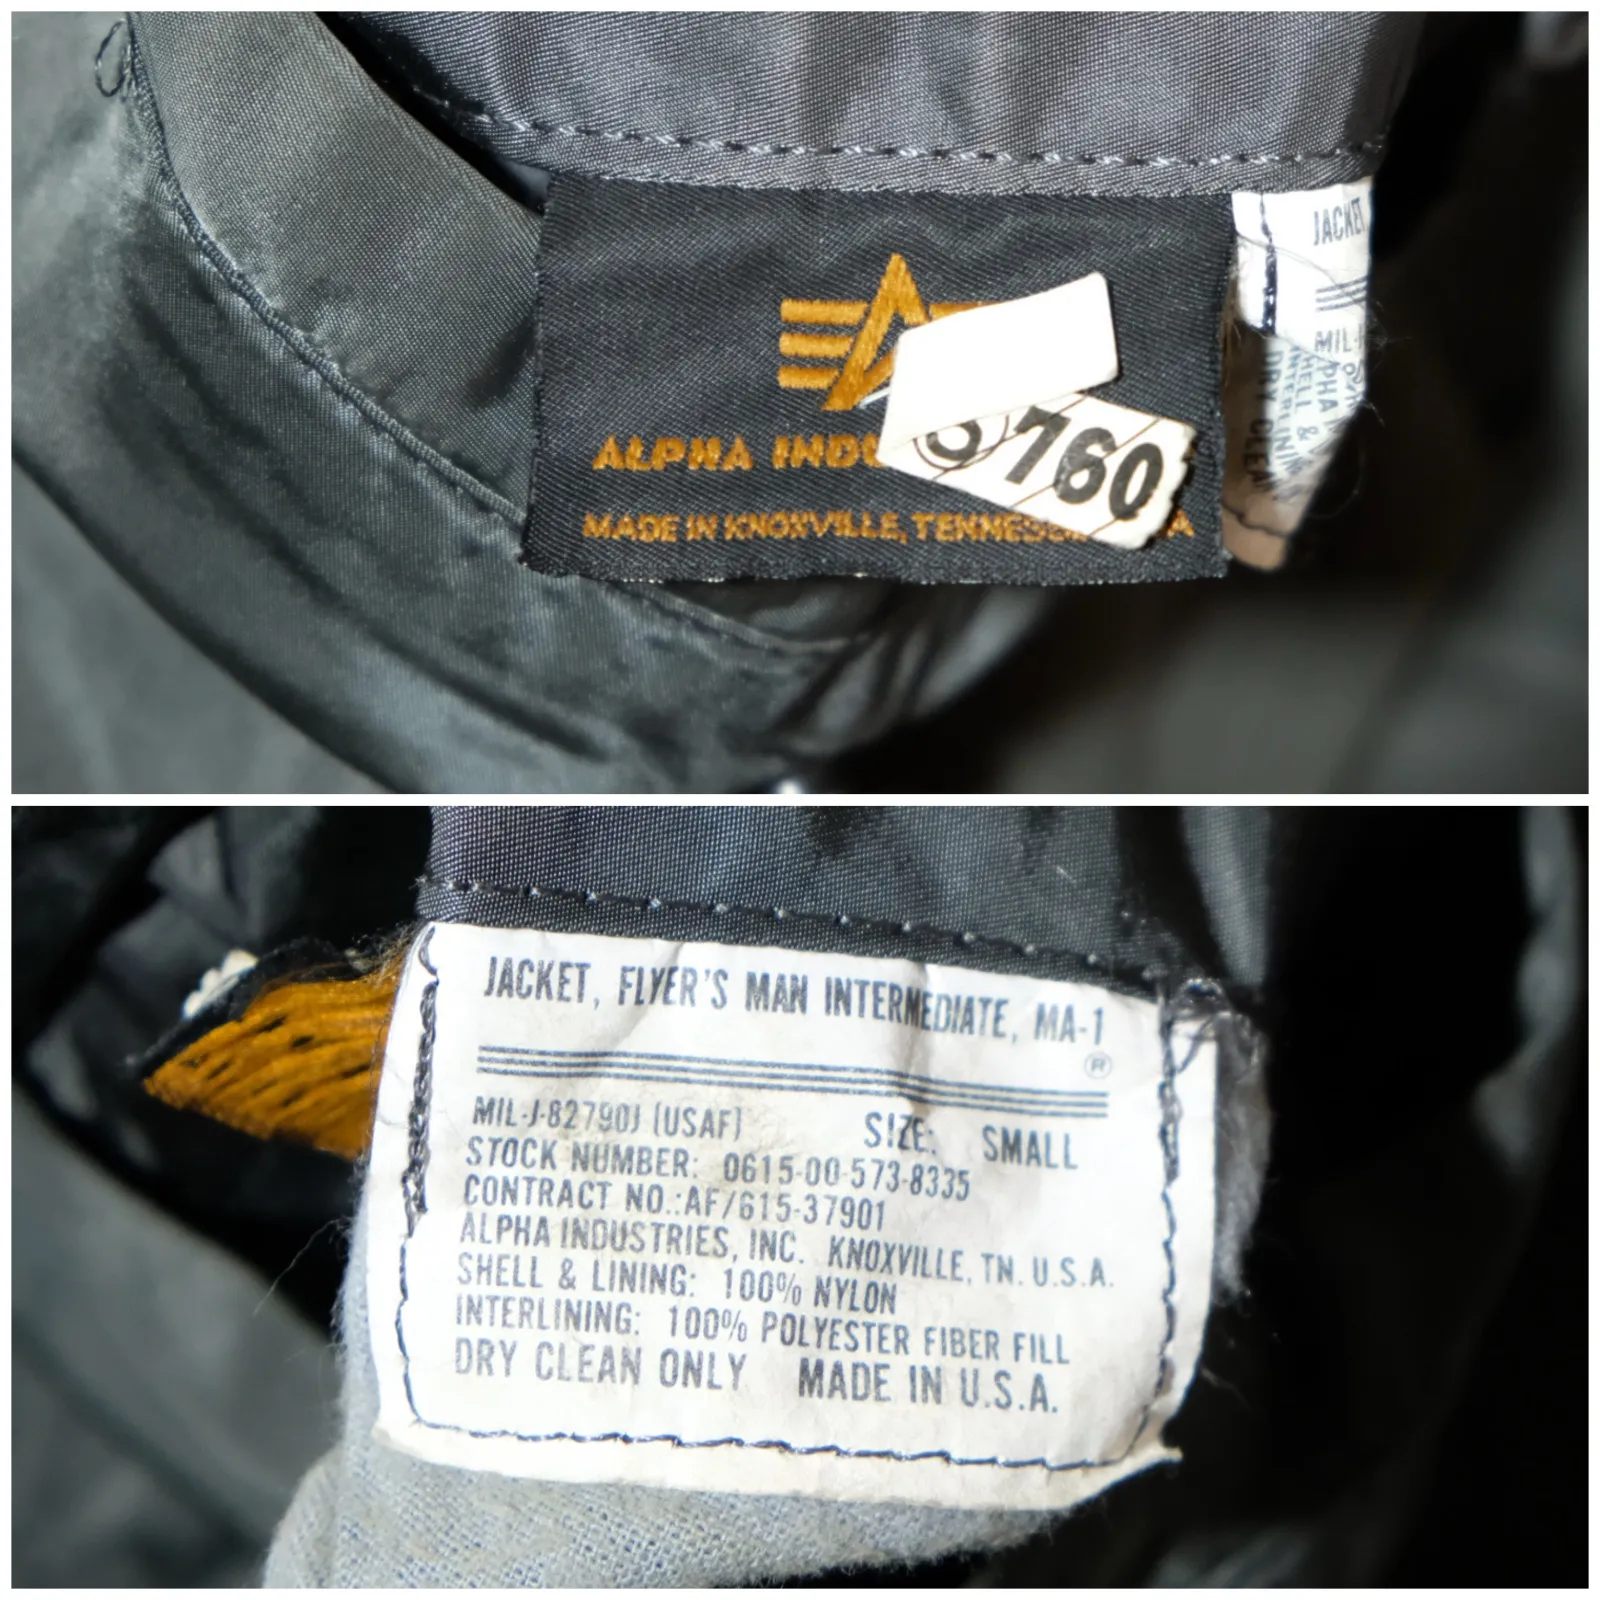 ALPHA
MADE IN KNOXVILLE,
760
JACKET
MIL-
JACKET, FLYER'S MAN INTERMEDIATE, MA-1
®
MIL-J-82790J (USAF) SIZE: SMALL
STOCK NUMBER: 0615-00-573-8335
CONTRACT NO.:AF/615-37901
ALPHA INDUSTRIES, INC. KNOXVILLE, TN. U.S.A.
SHELL & LINING: 100% NYLON
INTERLINING: 100% POLYESTER FIBER FILL
DRY CLEAN ONLY MADE IN U.S.A.